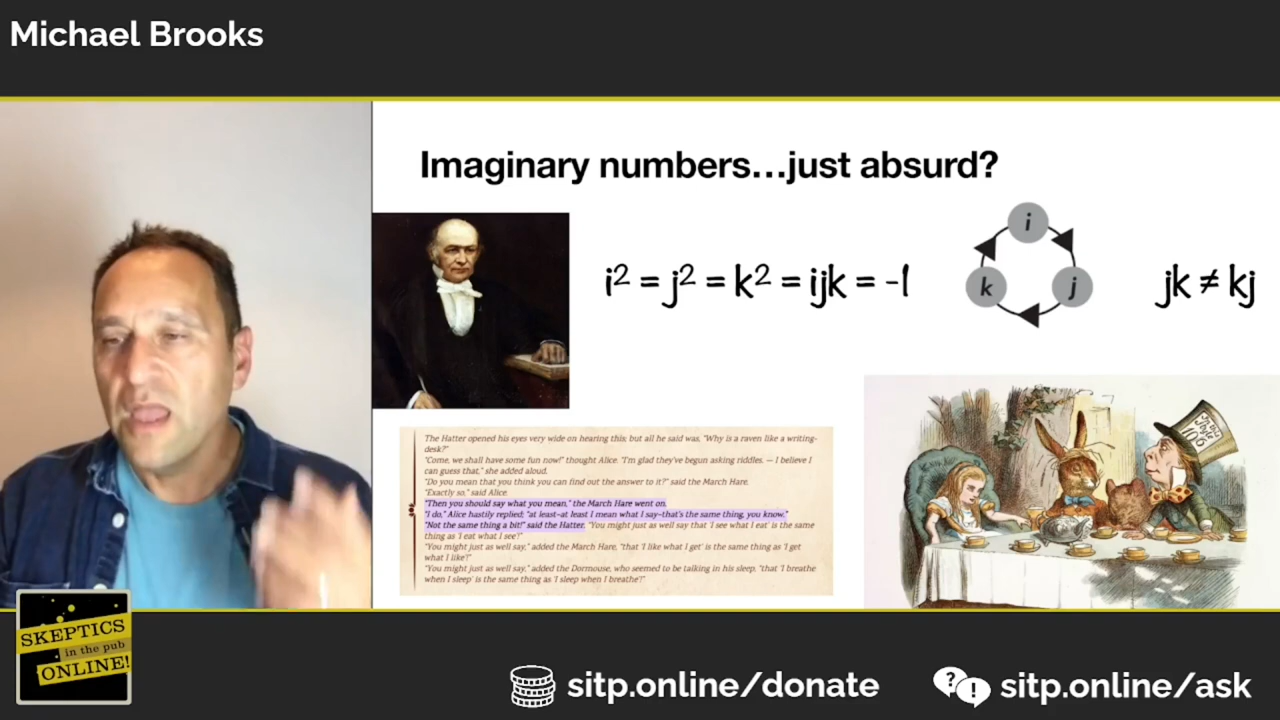 Michael Brooks
Imaginary numbers...just absurd?
i² = j² = k² = ijk = -1
i
k
j
jk ≠ kj
The Hatter opened his eyes very wide on hearing this; but all he said was, "Why is a raven like a writing-
desk?"
"Come, we shall have some fun now!" thought Alice. "I'm glad they've begun asking riddles. — I believe I
can guess that," she added aloud.
"Do you mean that you think you can find out the answer to it?" said the March Hare.
"Exactly so," said Alice.
"Then you should say what you mean," the March Hare went on.
"I do," Alice hastily replied; "at least–at least I mean what I say–that's the same thing, you know."
"Not the same thing a bit!" said the Hatter. "You might just as well say that 'I see what I eat' is the same
thing as 'I eat what I see'!"
"You might just as well say," added the March Hare, "that 'I like what I get' is the same thing as 'I get
what I like'!"
"You might just as well say," added the Dormouse, who seemed to be talking in his sleep, "that 'I breathe
when I sleep' is the same thing as 'I sleep when I breathe'!"
SKEPTICS
in the pub
ONLINE!
sitp.online/donate
sitp.online/ask